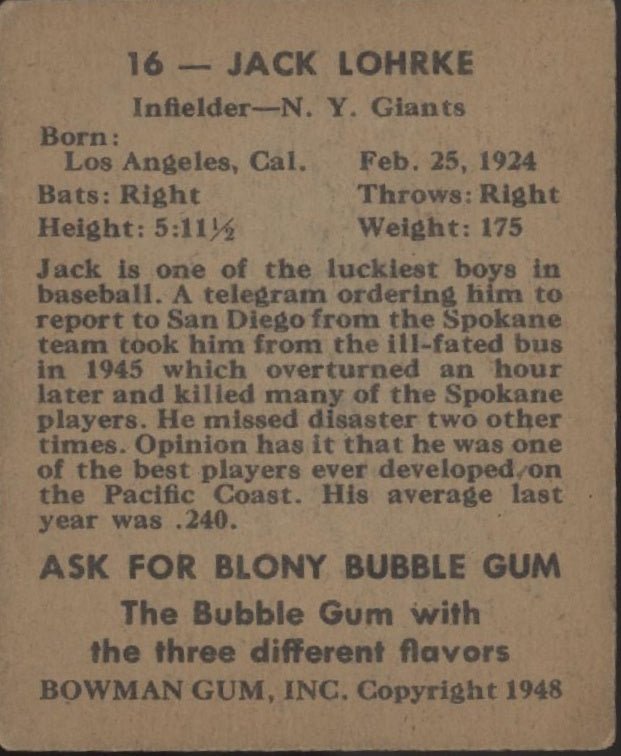 16 — JACK LOHRKE
Infielder—N. Y. Giants
Born:
Los Angeles, Cal. Feb. 25, 1924
Bats: Right Throws: Right
Height: 5:11½ Weight: 175
Jack is one of the luckiest boys in
baseball. A telegram ordering him to
report to San Diego from the Spokane
team took him from the ill-fated bus
in 1945 which overturned an hour
later and killed many of the Spokane
players. He missed disaster two other
times. Opinion has it that he was one
of the best players ever developed on
the Pacific Coast. His average last
year was .240.
ASK FOR BLONY BUBBLE GUM
The Bubble Gum with
the three different flavors
BOWMAN GUM, INC. Copyright 1948